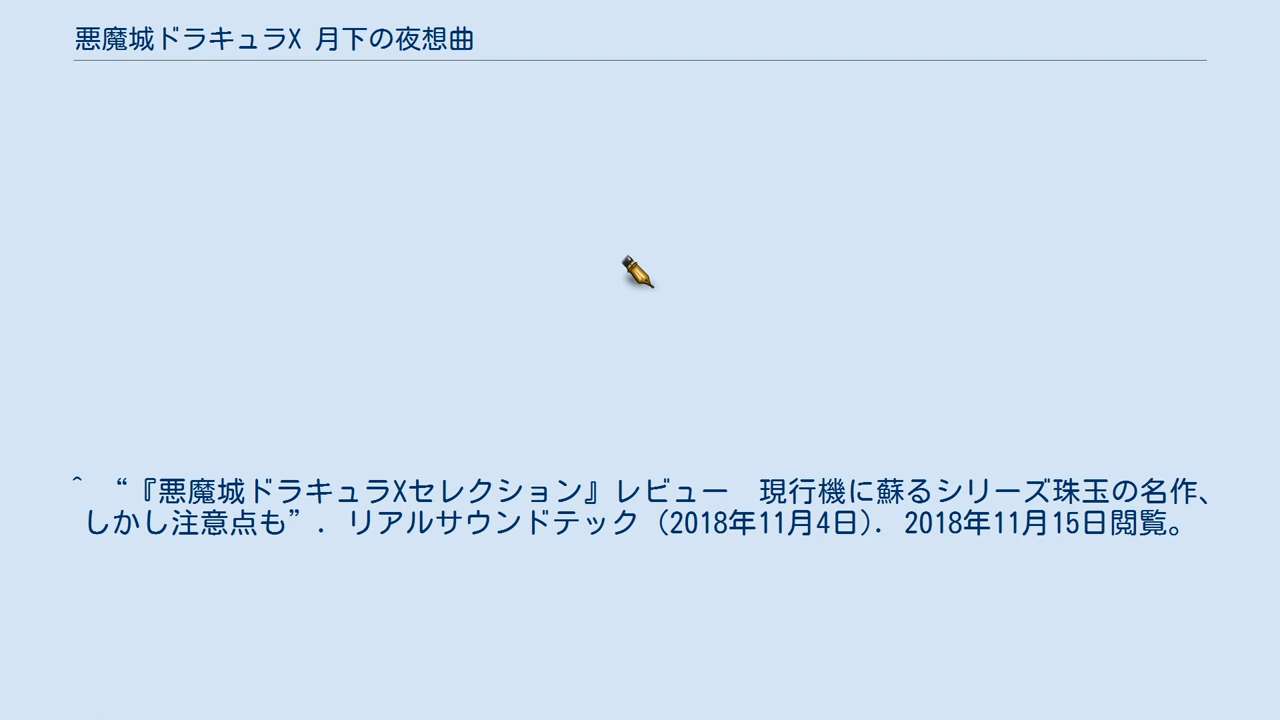 悪魔城ドラキュラX 月下の夜想曲
^ “『悪魔城ドラキュラXセレクション』レビュー　現行機に蘇るシリーズ珠玉の名作、
しかし注意点も”. リアルサウンドテック (2018年11月4日). 2018年11月15日閲覧。